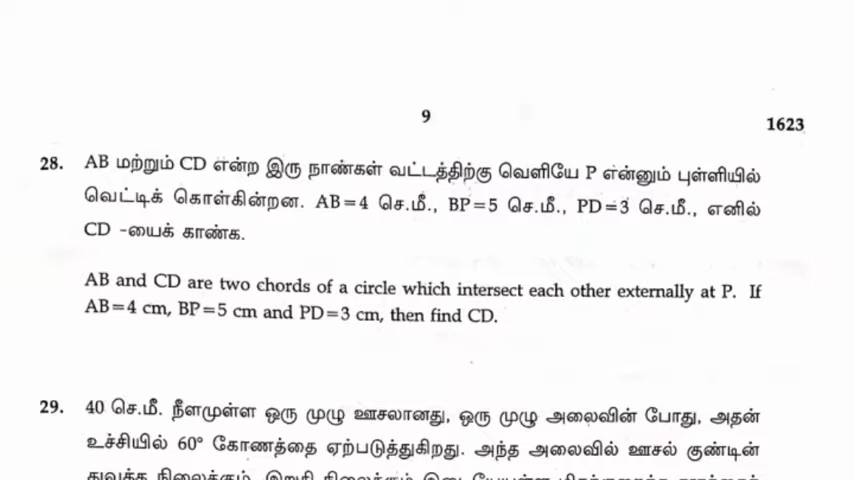 9
1623
28. AB மற்றும் CD என்ற இரு நாண்கள் வட்டத்திற்கு வெளியே P என்னும் புள்ளியில்
வெட்டிக் கொள்கின்றன. AB=4 செ.மீ., BP=5 செ.மீ., PD=3 செ.மீ., எனில்
CD -யைக் காண்க.
AB and CD are two chords of a circle which intersect each other externally at P. If
AB=4 cm, BP=5 cm and PD=3 cm, then find CD.
29. 40 செ.மீ. நீளமுள்ள ஒரு முழு ஊசலானது, ஒரு முழு அலைவின் போது, அதன்
உச்சியில் 60° கோணத்தை ஏற்படுத்துகிறது. அந்த அலைவில் ஊசல் குண்டின்